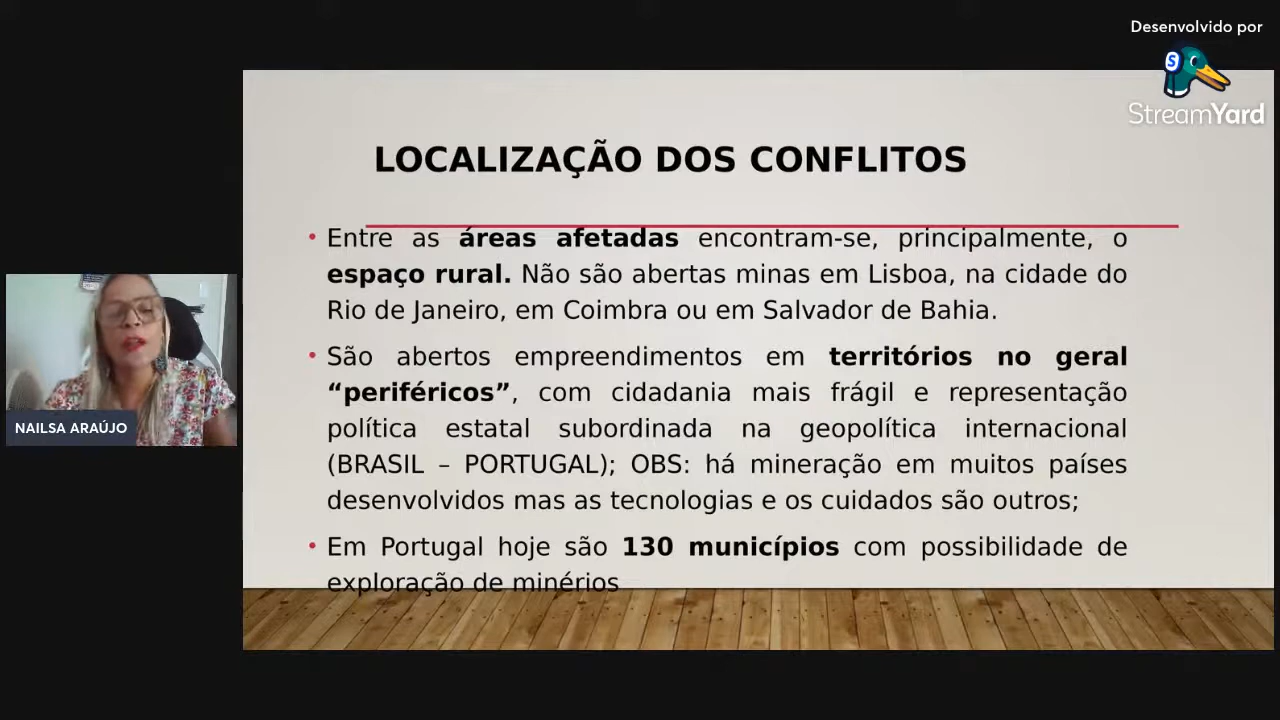 Desenvolvido por
StreamYard
LOCALIZAÇÃO DOS CONFLITOS
• Entre as áreas afetadas encontram-se, principalmente, o
espaço rural. Não são abertas minas em Lisboa, na cidade do
Rio de Janeiro, em Coimbra ou em Salvador de Bahia.
• São abertos empreendimentos em territórios no geral
“periféricos”, com cidadania mais frágil e representação
política estatal subordinada na geopolítica internacional
(BRASIL – PORTUGAL); OBS: há mineração em muitos países
desenvolvidos mas as tecnologias e os cuidados são outros;
• Em Portugal hoje são 130 municípios com possibilidade de
exploração de minérios
NAILSA ARAÚJO